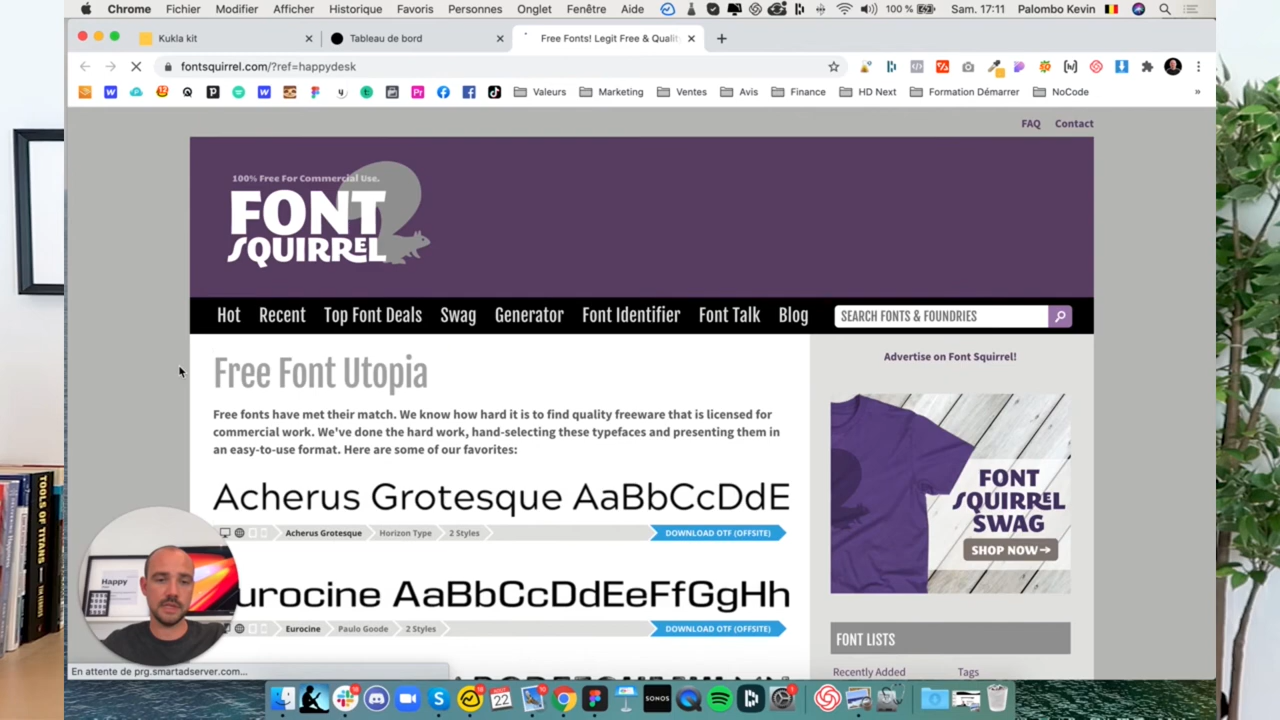 Chrome Fichier Modifier Afficher Historique Favoris Personnes Onglet Fenêtre Aide 100 % Sam. 17:11 Palombo Kevin
Kukla kit Tableau de bord Free Fonts! Legit Free & Qualit
fontsquirrel.com/?ref=happydesk
Valeurs Marketing Ventes Avis Finance HD Next Formation Démarrer NoCode »
FAQ Contact
100% Free For Commercial Use.
FONT
SQUIRREL
Hot Recent Top Font Deals Swag Generator Font Identifier Font Talk Blog SEARCH FONTS & FOUNDRIES
Free Font Utopia
Free fonts have met their match. We know how hard it is to find quality freeware that is licensed for
commercial work. We've done the hard work, hand-selecting these typefaces and presenting them in
an easy-to-use format. Here are some of our favorites:
Acherus Grotesque AaBbCcDdE
Acherus Grotesque Horizon Type 2 Styles DOWNLOAD OTF (OFFSITE)
urocine AaBbCcDdEeFfGgHh
Eurocine Paulo Goode 2 Styles DOWNLOAD OTF (OFFSITE)
Advertise on Font Squirrel!
FONT
SQUIRREL
SWAG
SHOP NOW→
FONT LISTS
Recently Added Tags
Happy
TOOLS OF TITANS
En attente de prg.smartadserver.com...
22
SONOS